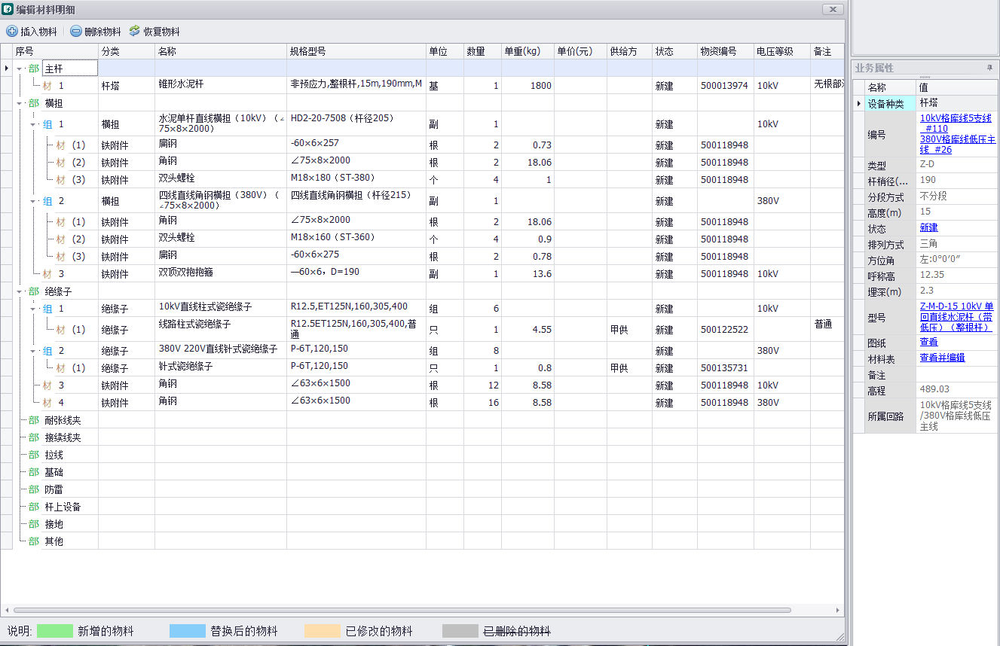 编辑材料明细
插入物料 删除物料 恢复物料
序号 分类 名称 规格型号 单位 数量 单重(kg) 单价(元) 供给方 状态 物资编号 电压等级 备注
部 主杆
材 1 杆塔 锥形水泥杆 非预应力,整根杆,15m,190mm,M 基 1 1800 新建 500013974 10kV 无根部
部 横担
组 1 横担 水泥单杆直线横担（10kV）（∠ HD2-20-7508（杆径205） 副 1 新建 10kV
75×8×2000）
材 (1) 铁附件 扁钢 -60×6×257 根 2 0.73 新建 500118948
材 (2) 铁附件 角钢 ∠75×8×2000 根 2 18.06 新建 500118948
材 (3) 铁附件 双头螺栓 M18×180（ST-380） 个 4 1 新建 500118948
组 2 横担 四线直线角钢横担（380V）（ 四线直线角钢横担（杆径215） 副 1 新建 380V
∠75×8×2000）
材 (1) 铁附件 角钢 ∠75×8×2000 根 2 18.06 新建 500118948
材 (2) 铁附件 双头螺栓 M18×160（ST-360） 个 4 0.9 新建 500118948
材 (3) 铁附件 扁钢 -60×6×275 根 2 0.78 新建 500118948
材 3 铁附件 双顶双抱抱箍 —60×6，D=190 副 1 13.6 新建 500118948 10kV
部 绝缘子
组 1 绝缘子 10kV直线柱式瓷绝缘子 R12.5,ET125N,160,305,400 组 6 新建 10kV
材 (1) 绝缘子 线路柱式瓷绝缘子 R12.5ET125N,160,305,400,普 只 1 4.55 甲供 新建 500122522 普通
通
组 2 绝缘子 380V 220V直线针式瓷绝缘子 P-6T,120,150 组 8 新建 380V
材 (1) 绝缘子 针式瓷绝缘子 P-6T,120,150 只 1 0.8 甲供 新建 500135731
材 3 铁附件 角钢 ∠63×6×1500 根 12 8.58 新建 500118948 10kV
材 4 铁附件 角钢 ∠63×6×1500 根 16 8.58 新建 500118948 380V
部 耐张线夹
部 接续线夹
部 拉线
部 基础
部 防雷
部 杆上设备
部 接地
部 其他
说明: 新增的物料 替换后的物料 已修改的物料 已删除的物料
业务属性
名称 值
设备种类 杆塔
编号 10kV格库线5支线
_#110
380V格库线低压主
线_#26
类型 Z-D
杆梢径(... 190
分段方式 不分段
高度(m) 15
状态 新建
排列方式 三角
方位角 左:0°0′0″
呼称高 12.35
埋深(m) 2.3
型号 Z-M-D-15 10kV 单
回直线水泥杆（带
低压）（整根杆）
图纸 查看
材料表 查看并编辑
备注
高程 489.03
所属回路 10kV格库线5支线
/380V格库线低压
主线